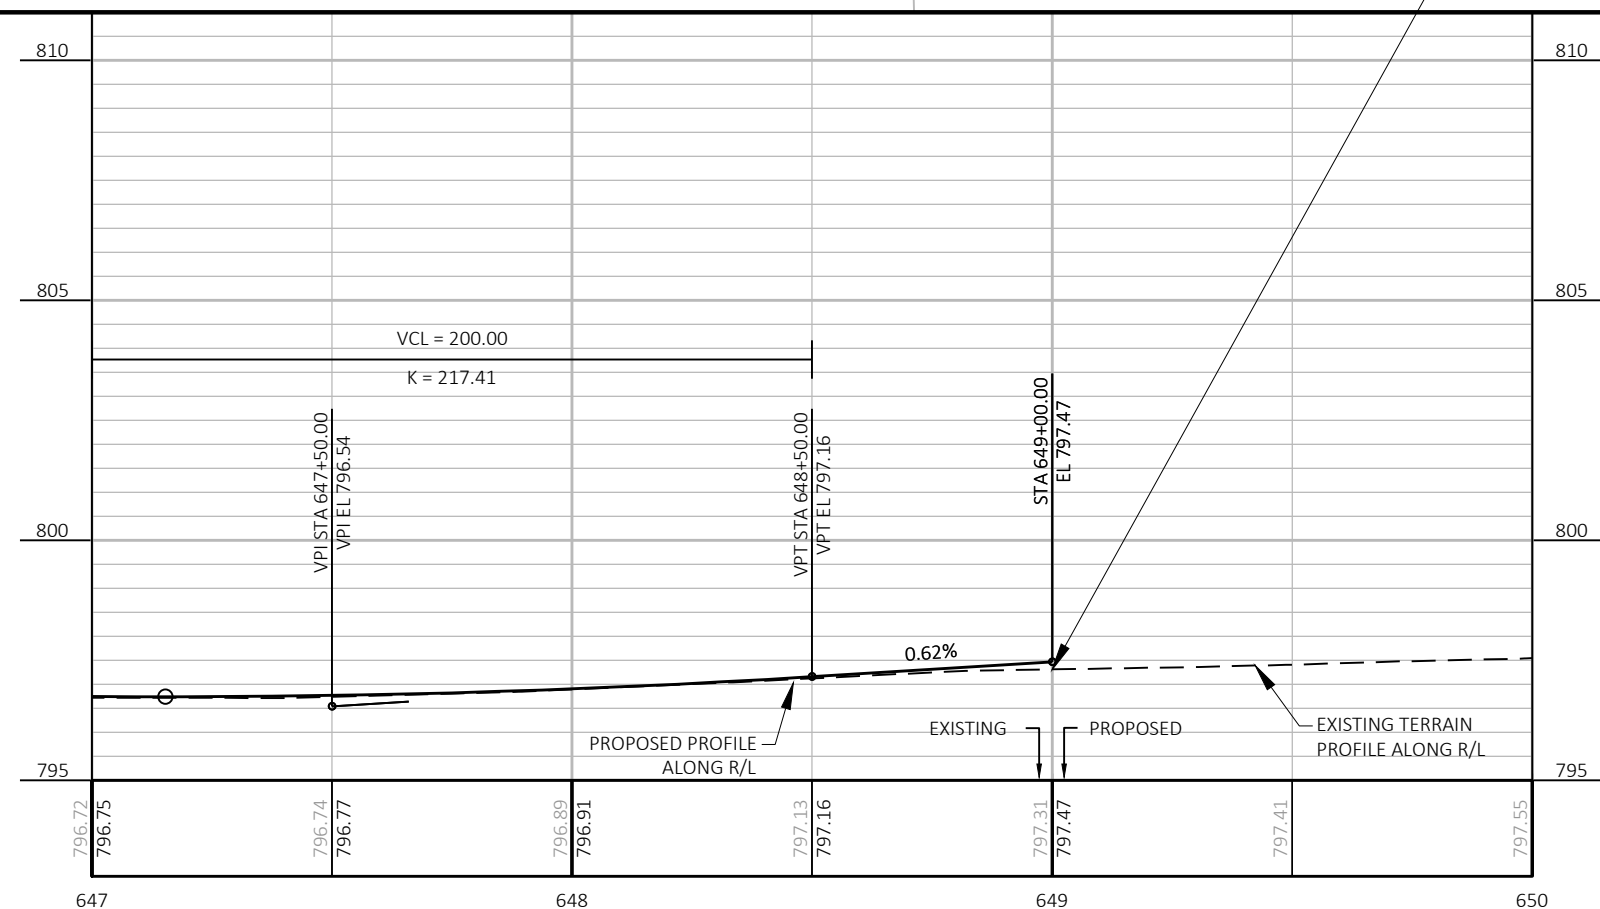 810
810
805
805
VCL = 200.00
K = 217.41
VPI STA 647+50.00
VPI EL 796.54
VPT STA 648+50.00
VPT EL 797.16
STA 649+00.00
EL 797.47
800
800
0.62%
EXISTING
PROPOSED
PROPOSED PROFILE
ALONG R/L
EXISTING TERRAIN
PROFILE ALONG R/L
795
795
796.72
796.75
796.74
796.77
796.89
796.91
797.13
797.16
797.31
797.47
797.41
797.55
647
648
649
650